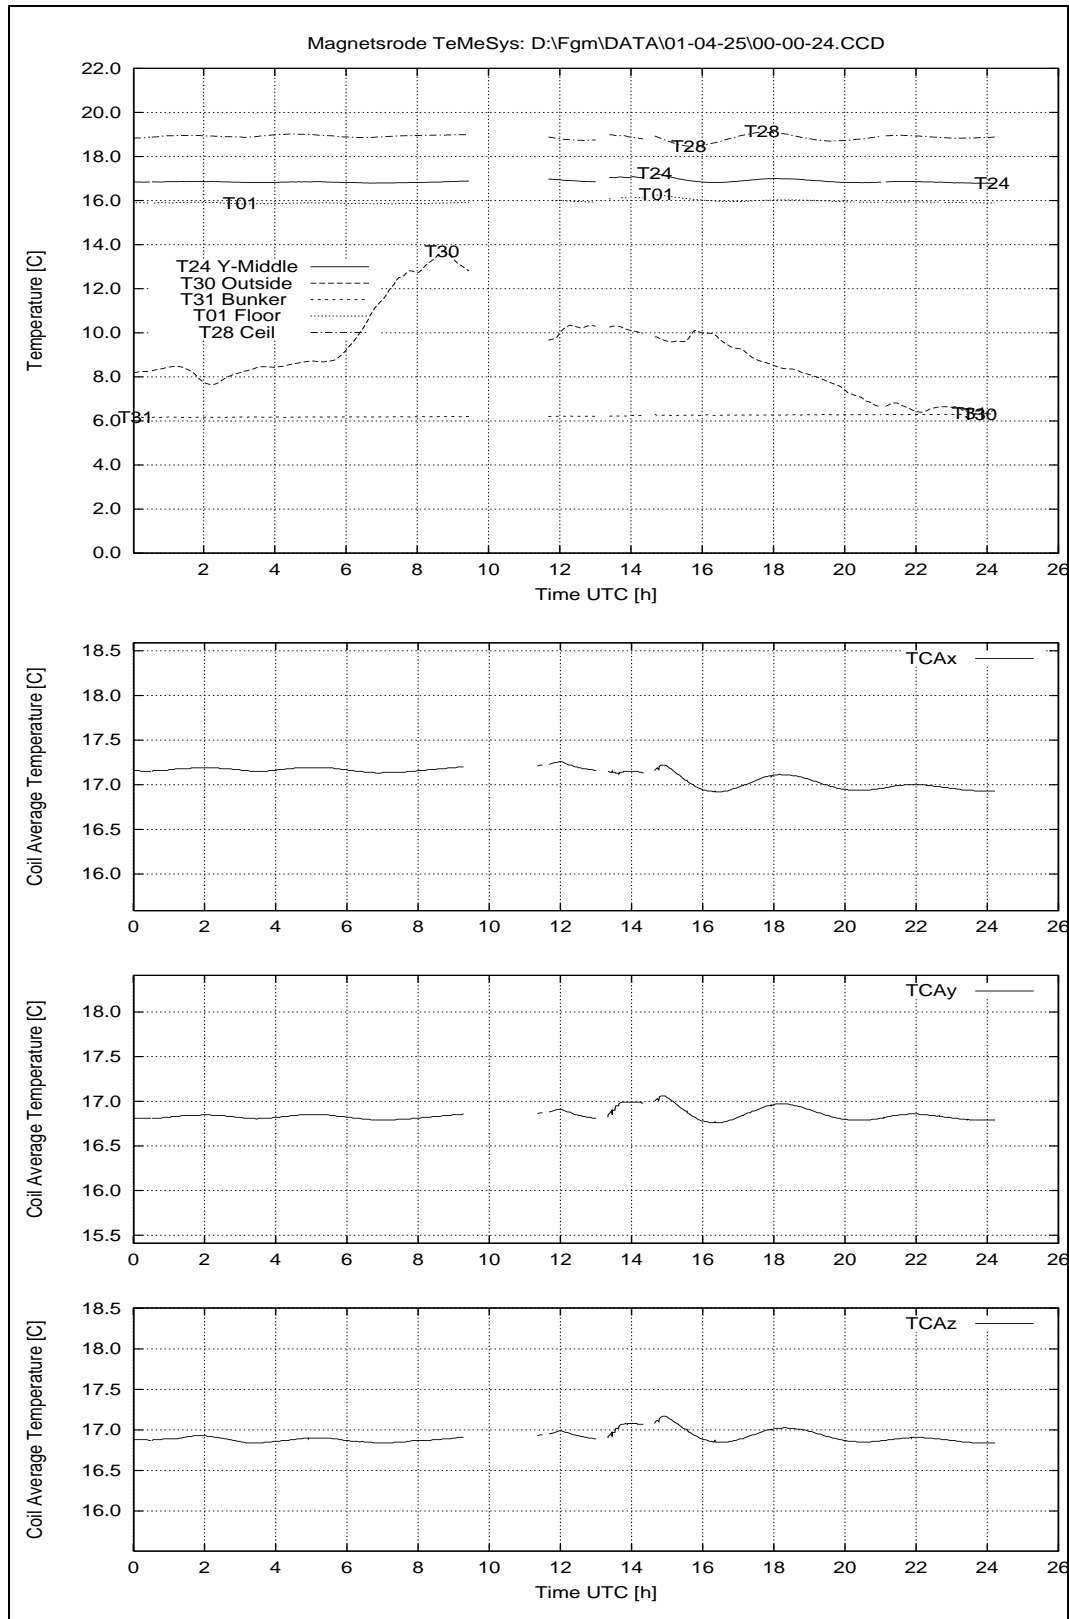 Magnetsrode TeMeSys: D:\Fgm\DATA\01-04-25\00-00-24.CCD
Temperature [C]
22.0
20.0
18.0
16.0
14.0
12.0
10.0
8.0
6.0
4.0
2.0
0.0
T28
T28
T24
T24
T01
T01
T30
T24 Y-Middle
T30 Outside
T31 Bunker
T01 Floor
T28 Ceil
T31
T31
T30
2 4 6 8 10 12 14 16 18 20 22 24 26
Time UTC [h]
Coil Average Temperature [C]
18.5
18.0
17.5
17.0
16.5
16.0
TCAx
0 2 4 6 8 10 12 14 16 18 20 22 24 26
Coil Average Temperature [C]
18.0
17.5
17.0
16.5
16.0
15.5
TCAy
0 2 4 6 8 10 12 14 16 18 20 22 24 26
Coil Average Temperature [C]
18.5
18.0
17.5
17.0
16.5
16.0
TCAz
0 2 4 6 8 10 12 14 16 18 20 22 24 26
Time UTC [h]